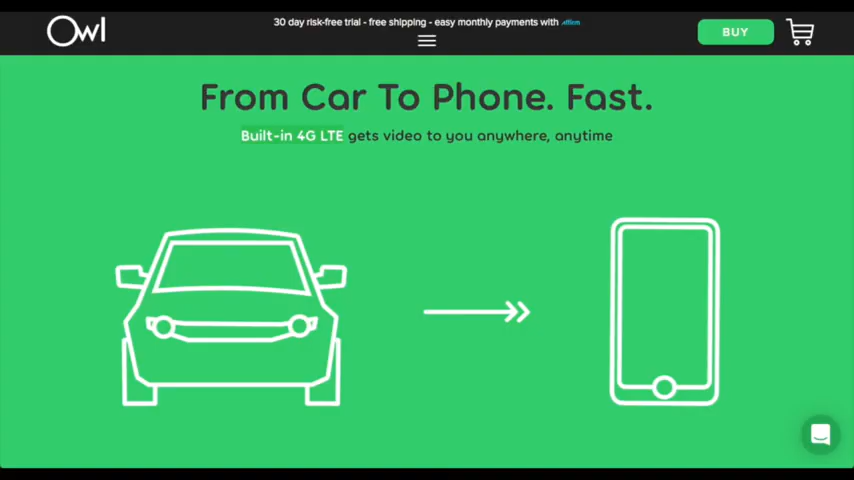 Owl
30 day risk-free trial - free shipping - easy monthly payments with affirm
BUY
From Car To Phone. Fast.
Built-in 4G LTE gets video to you anywhere, anytime